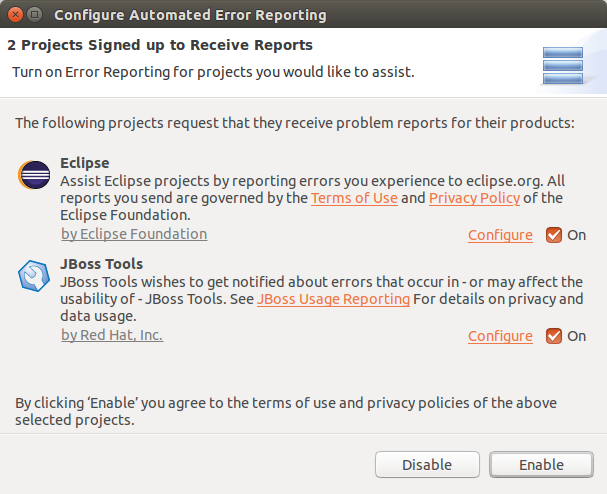 Configure Automated Error Reporting
2 Projects Signed up to Receive Reports
Turn on Error Reporting for projects you would like to assist.
The following projects request that they receive problem reports for their products:
Eclipse
Assist Eclipse projects by reporting errors you experience to eclipse.org. All
reports you send are governed by the Terms of Use and Privacy Policy of the
Eclipse Foundation.
by Eclipse Foundation
Configure On
JBoss Tools
JBoss Tools wishes to get notified about errors that occur in - or may affect the
usability of - JBoss Tools. See JBoss Usage Reporting For details on privacy and
data usage.
by Red Hat, Inc.
Configure On
By clicking ‘Enable’ you agree to the terms of use and privacy policies of the above
selected projects.
Disable Enable